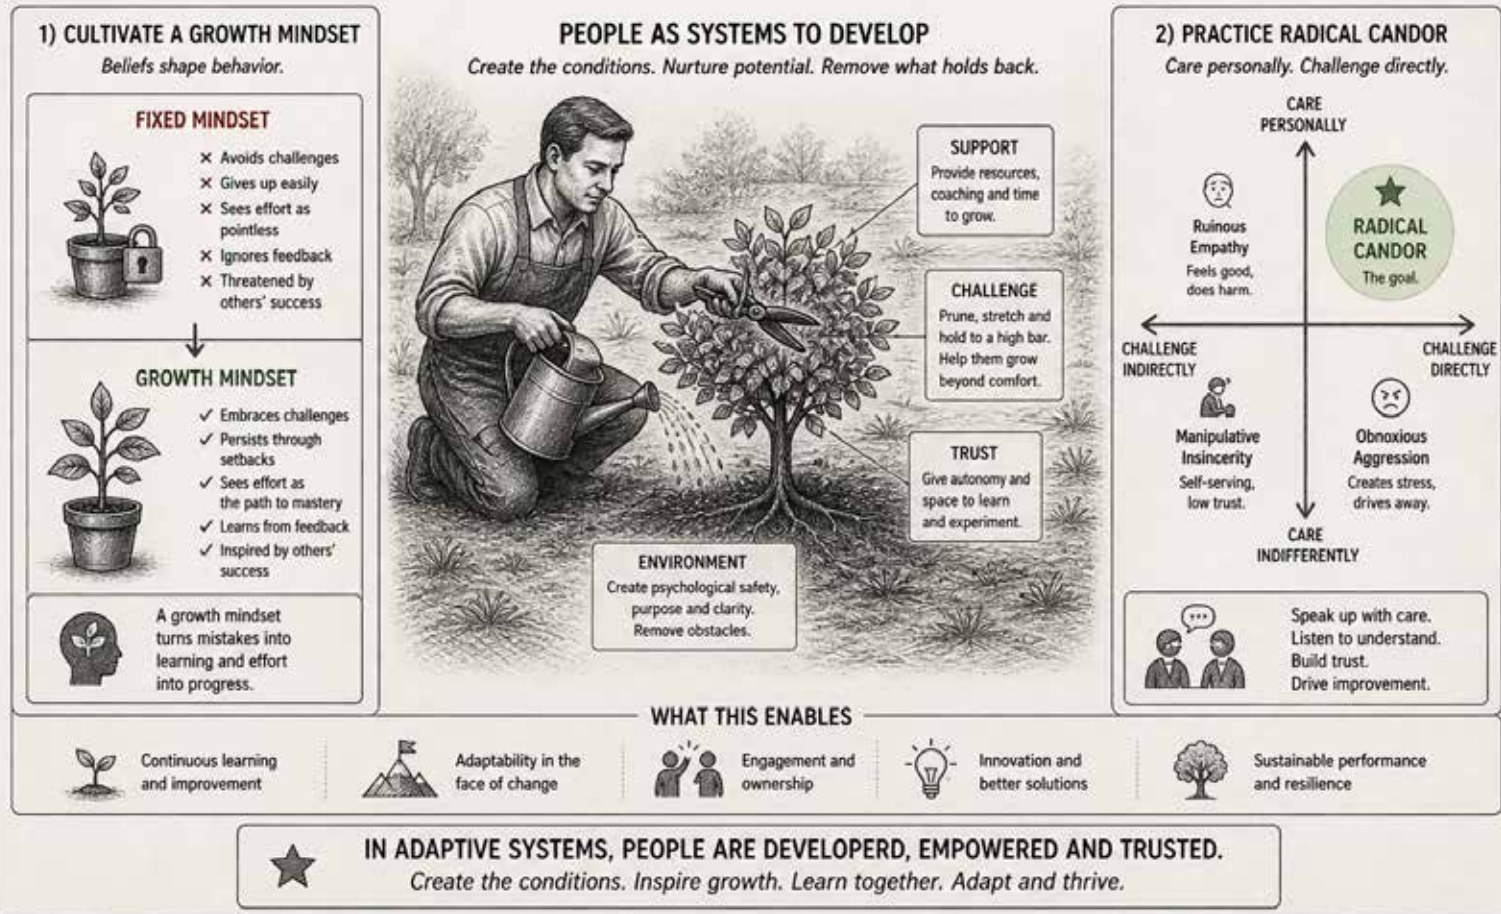 1) CULTIVATE A GROWTH MINDSET
Beliefs shape behavior.
FIXED MINDSET
✕ Avoids challenges
✕ Gives up easily
✕ Sees effort as
pointless
✕ Ignores feedback
✕ Threatened by
others' success
GROWTH MINDSET
✓ Embraces challenges
✓ Persists through
setbacks
✓ Sees effort as
the path to mastery
✓ Learns from feedback
✓ Inspired by others'
success
A growth mindset
turns mistakes into
learning and effort
into progress.
PEOPLE AS SYSTEMS TO DEVELOP
Create the conditions. Nurture potential. Remove what holds back.
SUPPORT
Provide resources,
coaching and time
to grow.
CHALLENGE
Prune, stretch and
hold to a high bar.
Help them grow
beyond comfort.
TRUST
Give autonomy and
space to learn
and experiment.
ENVIRONMENT
Create psychological safety,
purpose and clarity.
Remove obstacles.
2) PRACTICE RADICAL CANDOR
Care personally. Challenge directly.
CARE
PERSONALLY
Ruinous
Empathy
Feels good,
does harm.
RADICAL
CANDOR
The goal.
CHALLENGE
INDIRECTLY
CHALLENGE
DIRECTLY
Manipulative
Insincerity
Self-serving,
low trust.
Obnoxious
Aggression
Creates stress,
drives away.
CARE
INDIFFERENTLY
Speak up with care.
Listen to understand.
Build trust.
Drive improvement.
WHAT THIS ENABLES
Continuous learning
and improvement
Adaptability in the
face of change
Engagement and
ownership
Innovation and
better solutions
Sustainable performance
and resilience
IN ADAPTIVE SYSTEMS, PEOPLE ARE DEVELOPERD, EMPOWERED AND TRUSTED.
Create the conditions. Inspire growth. Learn together. Adapt and thrive.